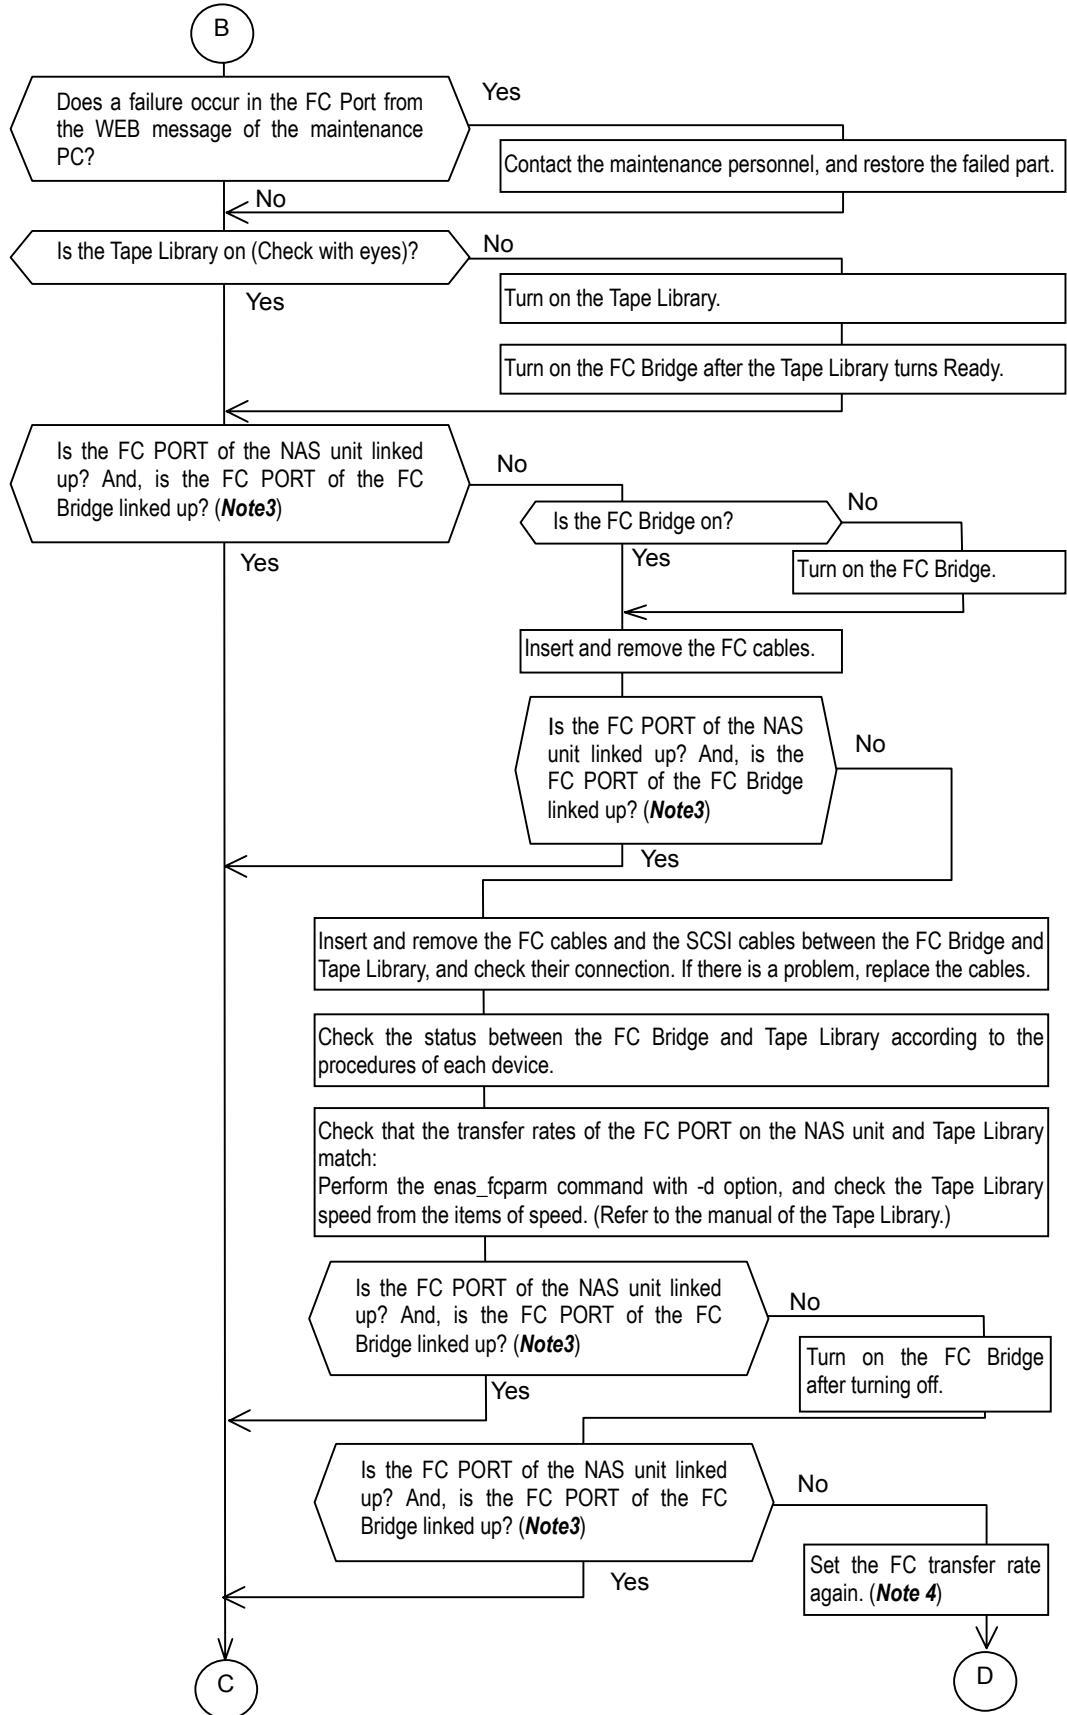 B
Does a failure occur in the FC Port from
the WEB message of the maintenance
PC?
Yes
Contact the maintenance personnel, and restore the failed part.
No
Is the Tape Library on (Check with eyes)?
No
Yes
Turn on the Tape Library.
Turn on the FC Bridge after the Tape Library turns Ready.
Is the FC PORT of the NAS unit linked
up? And, is the FC PORT of the FC
Bridge linked up? (Note3)
No
Yes
Is the FC Bridge on?
No
Yes
Turn on the FC Bridge.
Insert and remove the FC cables.
Is the FC PORT of the NAS
unit linked up? And, is the
FC PORT of the FC Bridge
linked up? (Note3)
No
Yes
Insert and remove the FC cables and the SCSI cables between the FC Bridge and
Tape Library, and check their connection. If there is a problem, replace the cables.
Check the status between the FC Bridge and Tape Library according to the
procedures of each device.
Check that the transfer rates of the FC PORT on the NAS unit and Tape Library
match:
Perform the enas_fcparm command with -d option, and check the Tape Library
speed from the items of speed. (Refer to the manual of the Tape Library.)
Is the FC PORT of the NAS unit linked
up? And, is the FC PORT of the FC
Bridge linked up? (Note3)
No
Yes
Turn on the FC Bridge
after turning off.
Is the FC PORT of the NAS unit linked
up? And, is the FC PORT of the FC
Bridge linked up? (Note3)
No
Yes
Set the FC transfer rate
again. (Note 4)
C
D